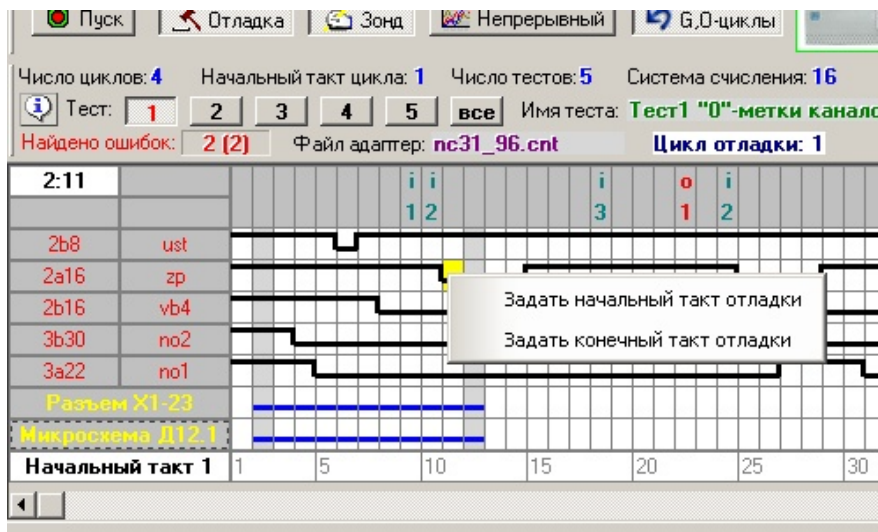 Пуск Отладка Зонд Непрерывный G,O-циклы
Число циклов: 4 Начальный такт цикла: 1 Число тестов: 5 Система счисления: 16
Тест: 1 2 3 4 5 все Имя теста: Тест1 "0"-метки канало
Найдено ошибок: 2 (2) Файл адаптер: nc31_96.cnt Цикл отладки: 1
2:11 i i i o i
1 2 3 1 2
2b8 ust
2a16 zp
2b16 vb4
3b30 no2
3a22 no1
Задать начальный такт отладки
Задать конечный такт отладки
Разъем X1-23
Микросхема Д12.1
Начальный такт 1 1 5 10 15 20 25 30